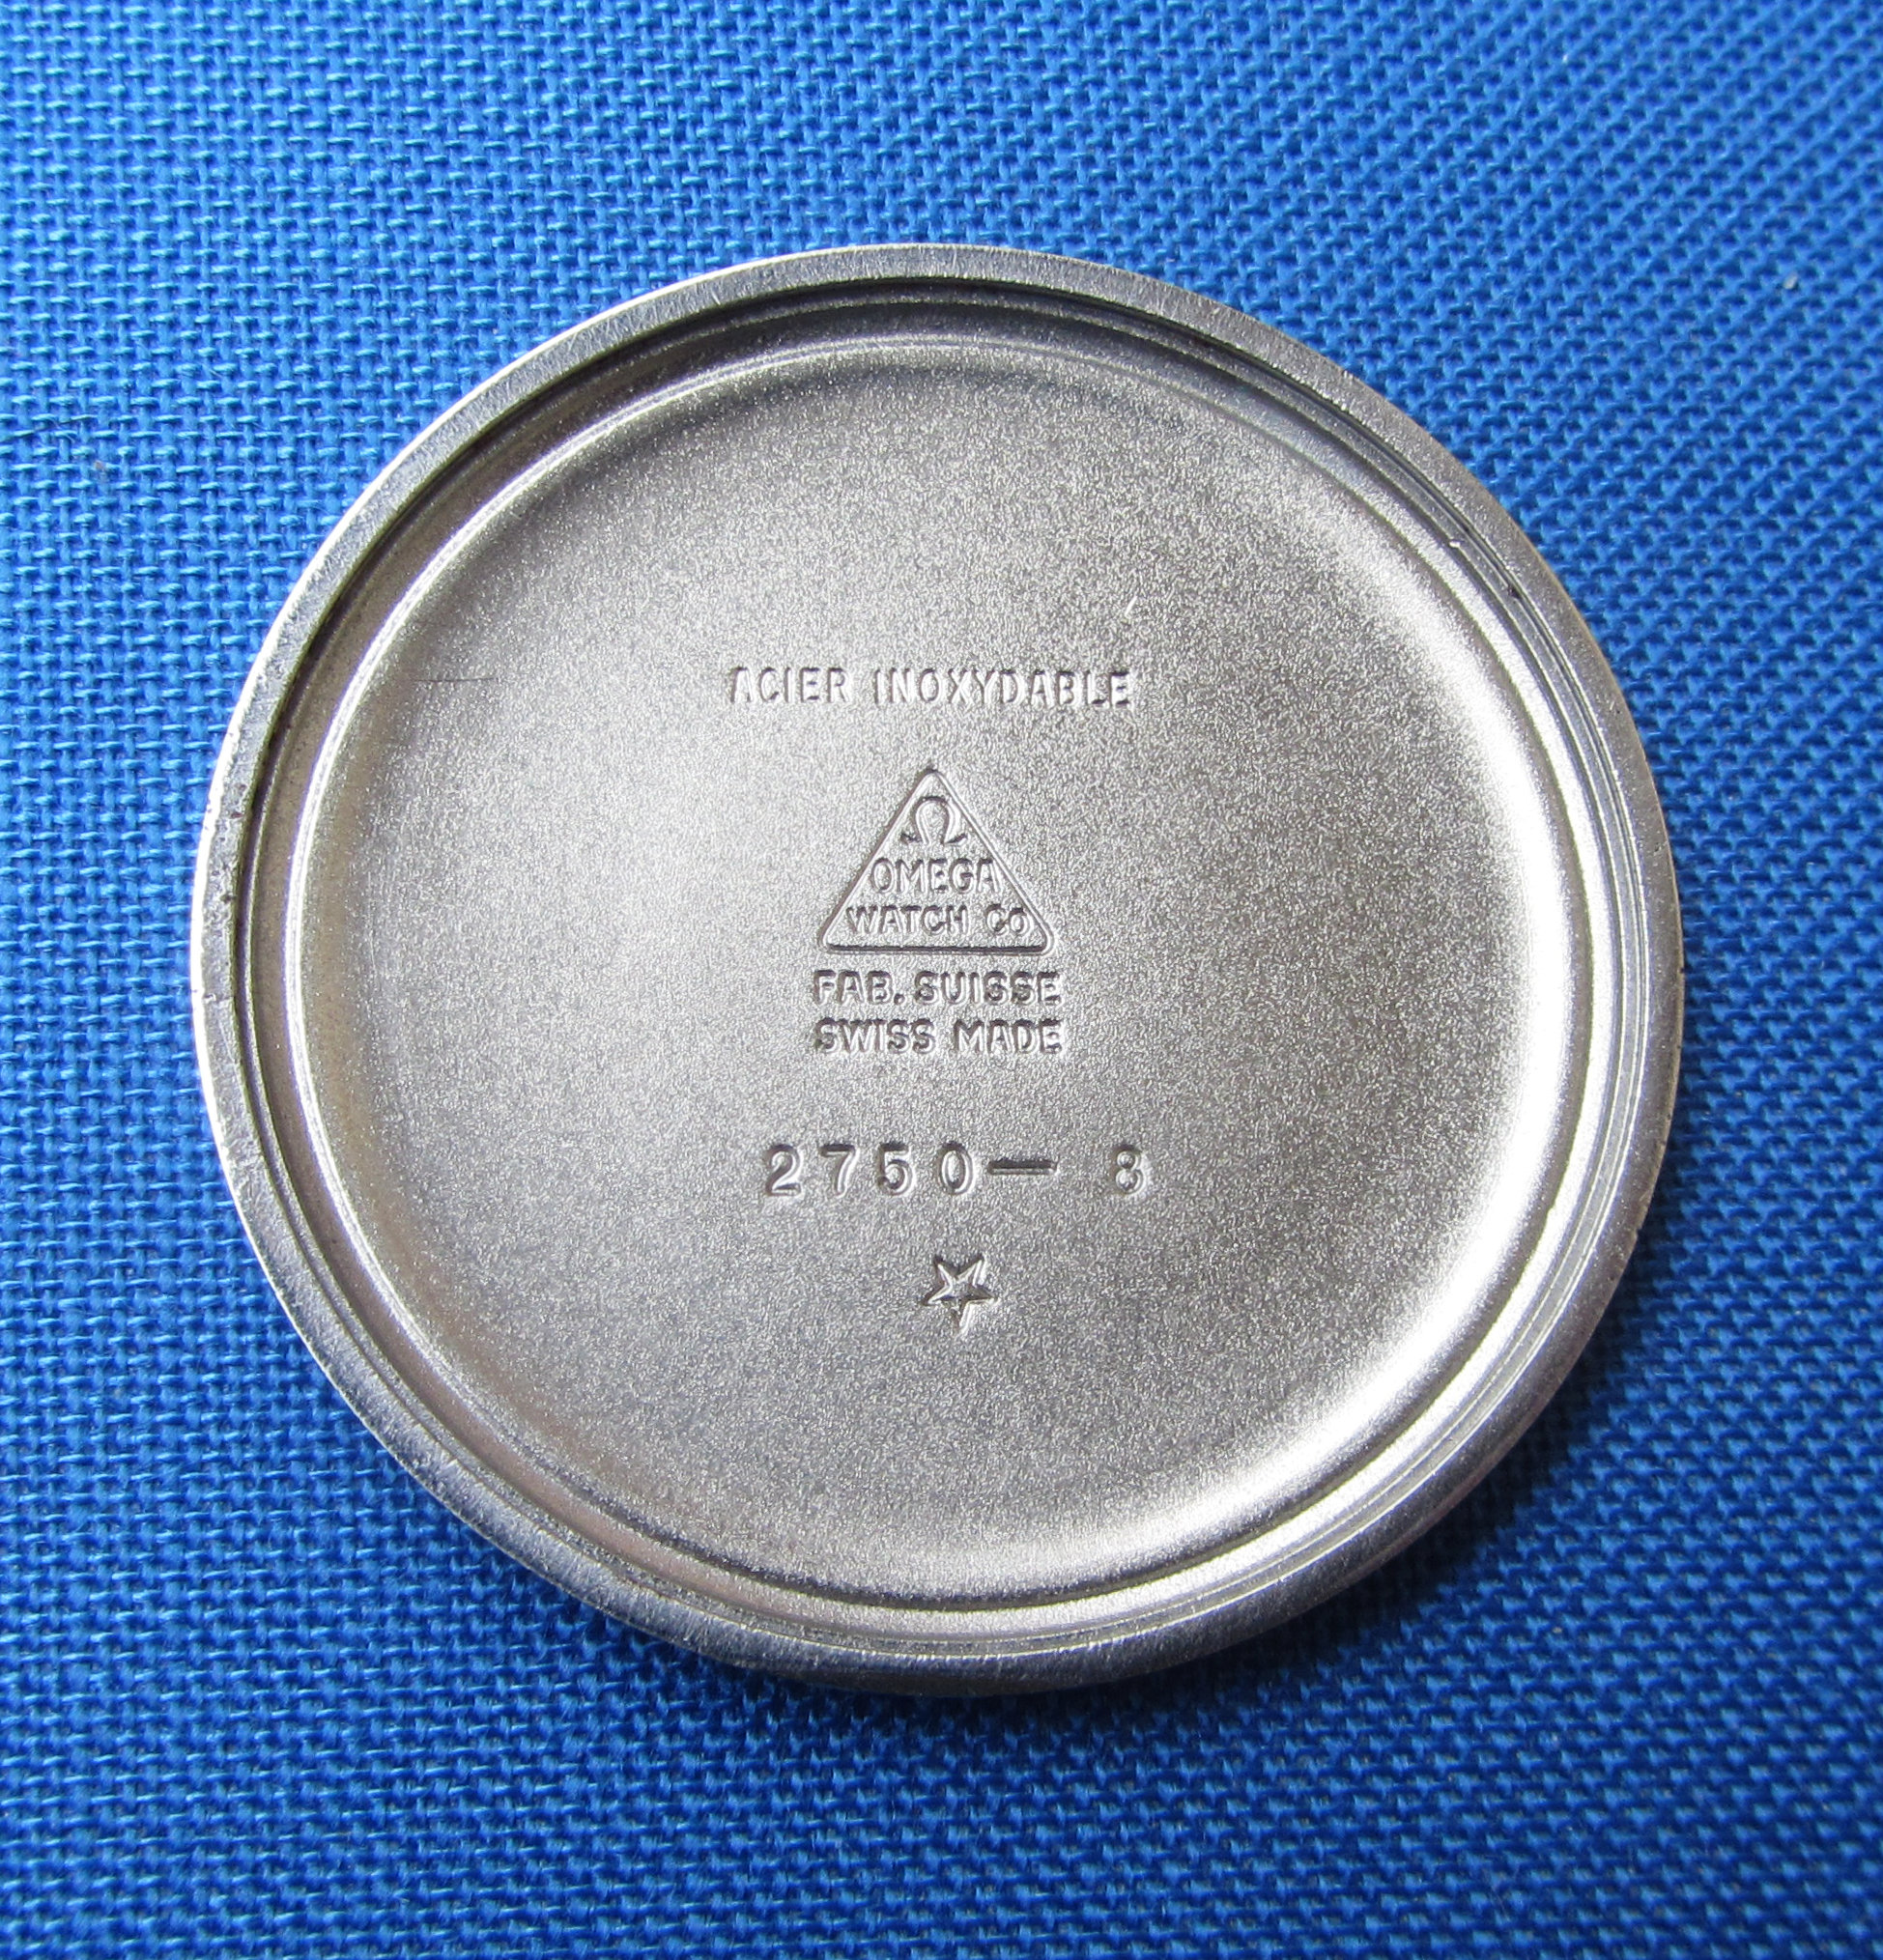 ACIER INOXYDABLE
Ω
OMEGA
WATCH Co
FAB. SUISSE
SWISS MADE
2750— 8